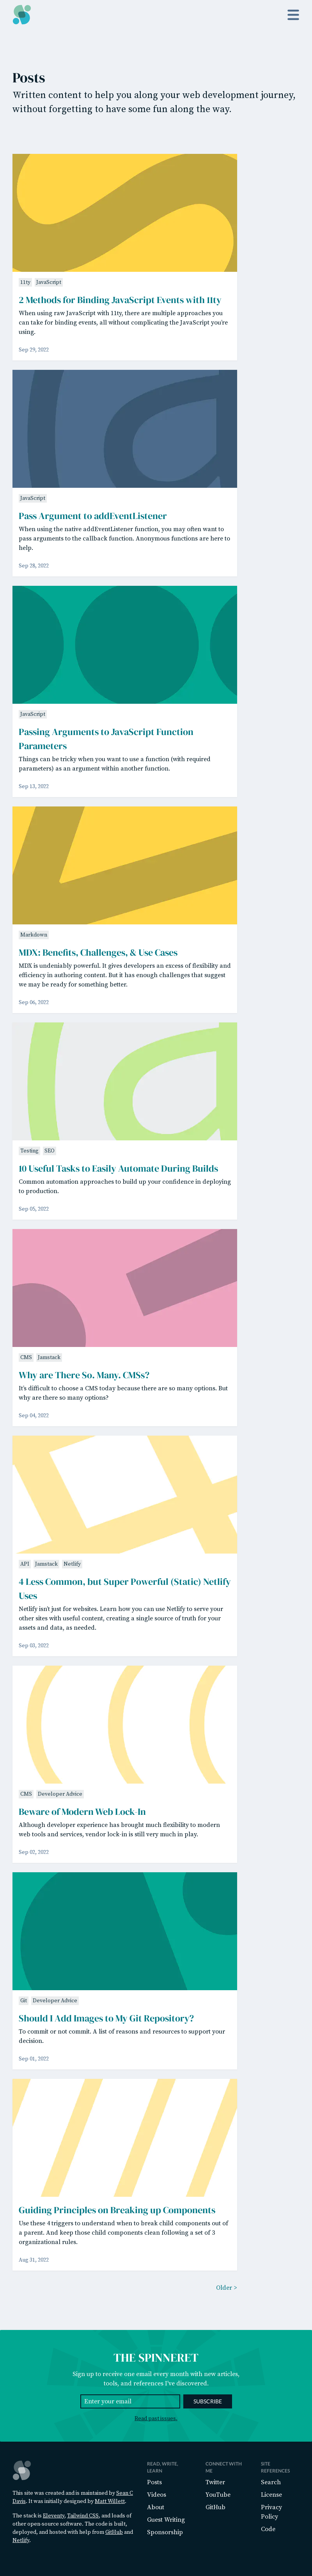 Posts
Written content to help you along your web development journey,
without forgetting to have some fun along the way.
11ty JavaScript
2 Methods for Binding JavaScript Events with 11ty
When using raw JavaScript with 11ty, there are multiple approaches you
can take for binding events, all without complicating the JavaScript you're
using.
Sep 29, 2022
JavaScript
Pass Argument to addEventListener
When using the native addEventListener function, you may often want to
pass arguments to the callback function. Anonymous functions are here to
help.
Sep 28, 2022
JavaScript
Passing Arguments to JavaScript Function
Parameters
Things can be tricky when you want to use a function (with required
parameters) as an argument within another function.
Sep 13, 2022
Markdown
MDX: Benefits, Challenges, & Use Cases
MDX is undeniably powerful. It gives developers an excess of flexibility and
efficiency in authoring content. But it has enough challenges that suggest
we may be ready for something better.
Sep 06, 2022
Testing SEO
10 Useful Tasks to Easily Automate During Builds
Common automation approaches to build up your confidence in deploying
to production.
Sep 05, 2022
CMS Jamstack
Why are There So. Many. CMSs?
It's difficult to choose a CMS today because there are so many options. But
why are there so many options?
Sep 04, 2022
API Jamstack Netlify
4 Less Common, but Super Powerful (Static) Netlify
Uses
Netlify isn't just for websites. Learn how you can use Netlify to serve your
other sites with useful content, creating a single source of truth for your
assets and data, as needed.
Sep 03, 2022
CMS Developer Advice
Beware of Modern Web Lock-In
Although developer experience has brought much flexibility to modern
web tools and services, vendor lock-in is still very much in play.
Sep 02, 2022
Git Developer Advice
Should I Add Images to My Git Repository?
To commit or not commit. A list of reasons and resources to support your
decision.
Sep 01, 2022
Guiding Principles on Breaking up Components
Use these 4 triggers to understand when to break child components out of
a parent. And keep those child components clean following a set of 3
organizational rules.
Aug 31, 2022
Older >
THE SPINNERET
Sign up to receive one email every month with new articles,
tools, and references I've discovered.
Enter your email SUBSCRIBE
Read past issues.
This site was created and is maintained by Sean C
Davis. It was initially designed by Matt Willett.
The stack is Eleventy, Tailwind CSS, and loads of
other open source software. The code is built,
deployed, and hosted with help from GitHub and
Netlify.
READ, WRITE,
LEARN
Posts
Videos
About
Guest Writing
Sponsorship
CONNECT WITH
ME
Twitter
YouTube
GitHub
SITE
REFERENCES
Search
License
Privacy
Policy
Code